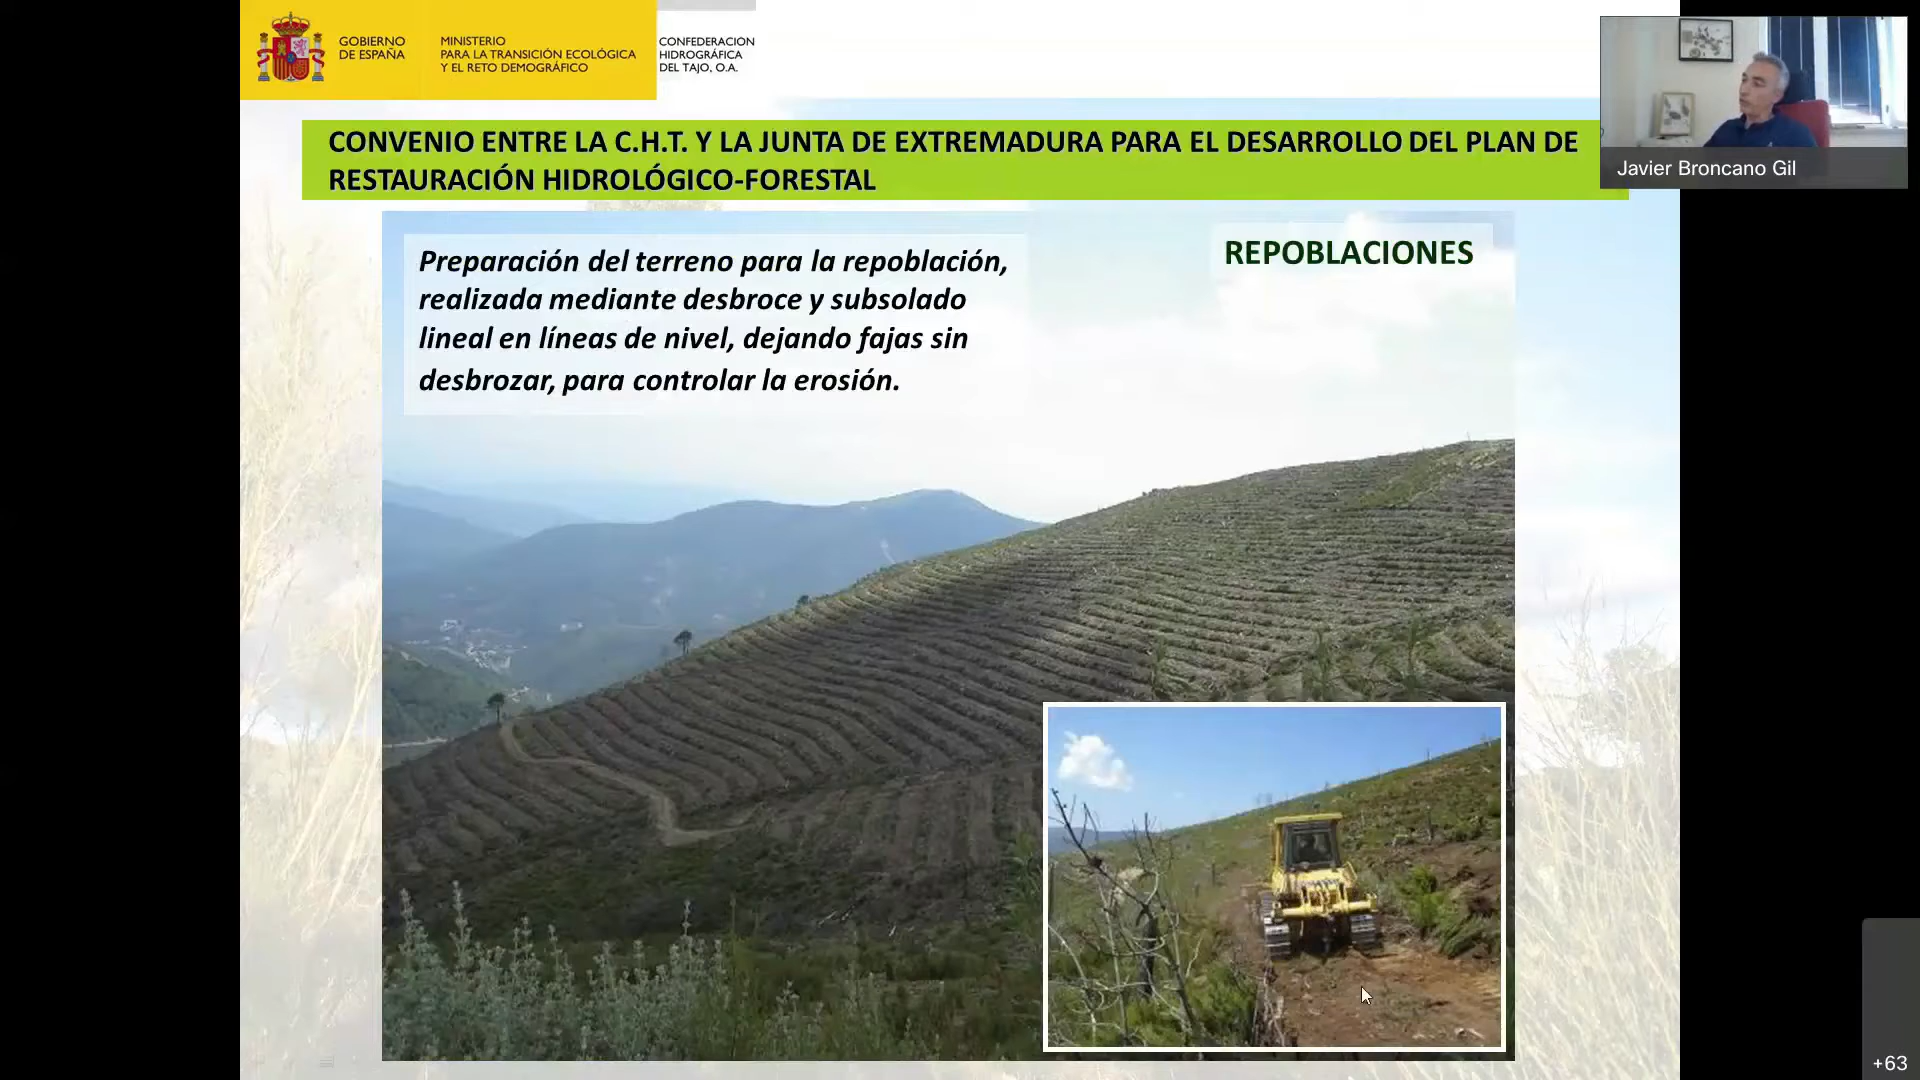 GOBIERNO
DE ESPAÑA
MINISTERIO
PARA LA TRANSICIÓN ECOLÓGICA
Y EL RETO DEMOGRÁFICO
CONFEDERACION
HIDROGRÁFICA
DEL TAJO, O.A.
CONVENIO ENTRE LA C.H.T. Y LA JUNTA DE EXTREMADURA PARA EL DESARROLLO DEL PLAN DE
RESTAURACIÓN HIDROLÓGICO-FORESTAL
Javier Broncano Gil
Preparación del terreno para la repoblación,
realizada mediante desbroce y subsolado
lineal en líneas de nivel, dejando fajas sin
desbrozar, para controlar la erosión.
REPOBLACIONES
+63